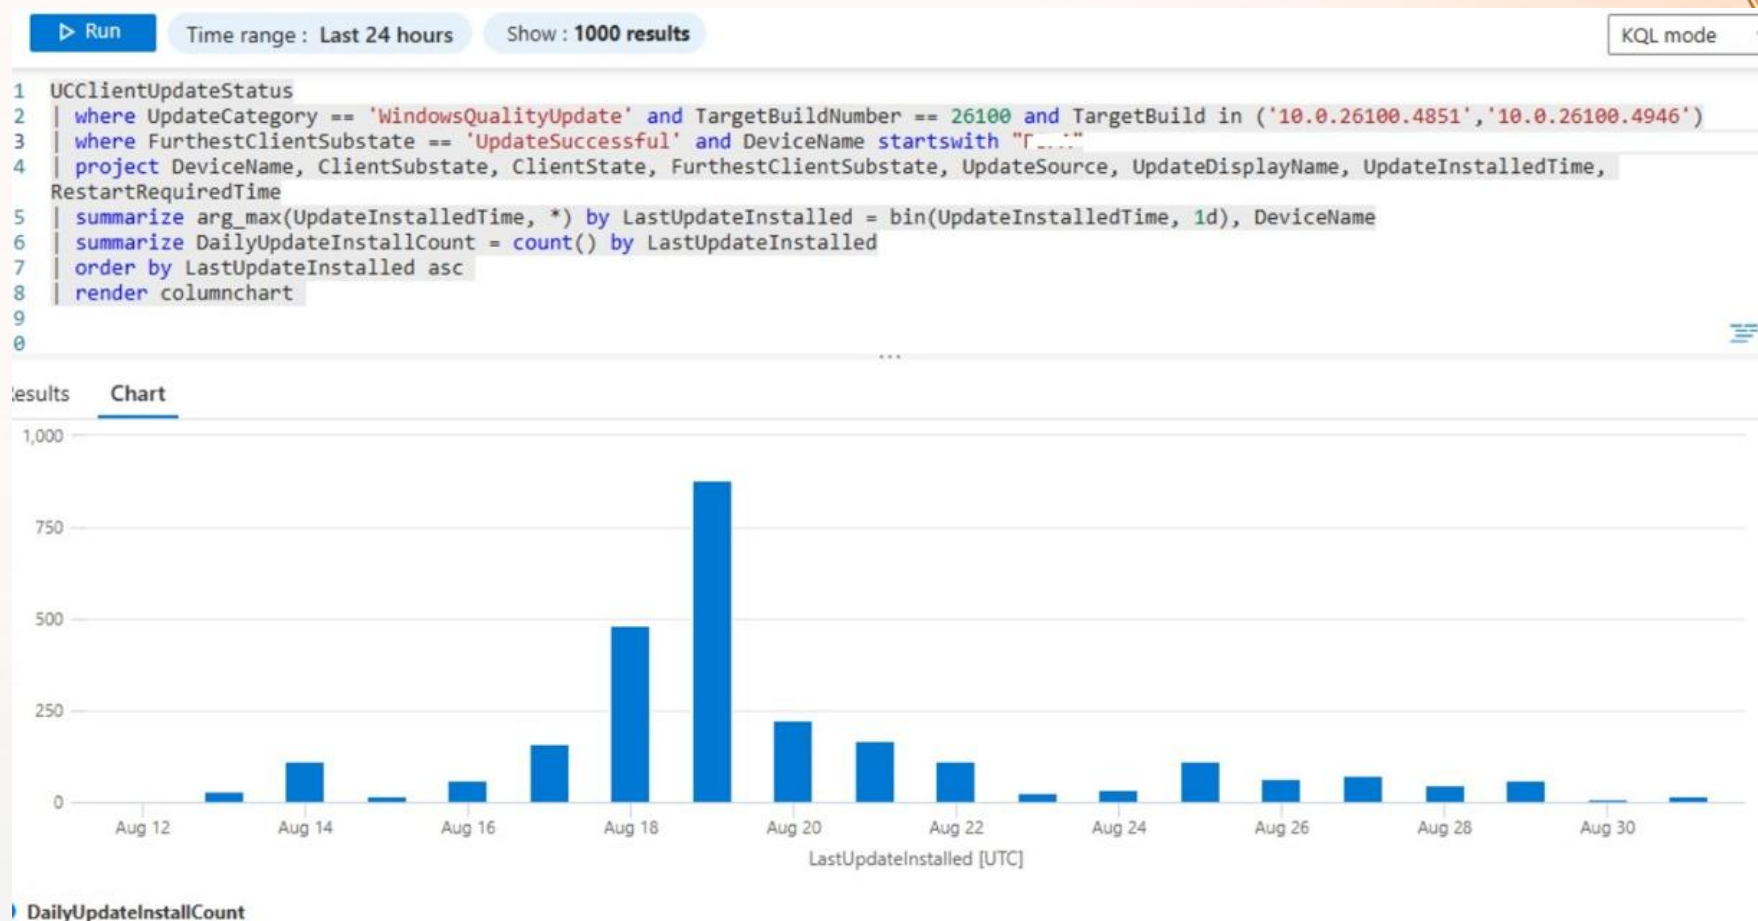 Run
Time range : Last 24 hours
Show : 1000 results
KQL mode
1 UCClientUpdateStatus
2 | where UpdateCategory == 'WindowsQualityUpdate' and TargetBuildNumber == 26100 and TargetBuild in ('10.0.26100.4851','10.0.26100.4946')
3 | where FurthestClientSubstate == 'UpdateSuccessful' and DeviceName startswith "
4 | project DeviceName, ClientSubstate, ClientState, FurthestClientSubstate, UpdateSource, UpdateDisplayName, UpdateInstalledTime,
RestartRequiredTime
5 | summarize arg_max(UpdateInstalledTime, *) by LastUpdateInstalled = bin(UpdateInstalledTime, 1d), DeviceName
6 | summarize DailyUpdateInstallCount = count() by LastUpdateInstalled
7 | order by LastUpdateInstalled asc
8 | render columnchart
9
0
esults Chart
1,000
750
500
250
0
Aug 12 Aug 14 Aug 16 Aug 18 Aug 20 Aug 22 Aug 24 Aug 26 Aug 28 Aug 30
LastUpdateInstalled [UTC]
DailyUpdateInstallCount